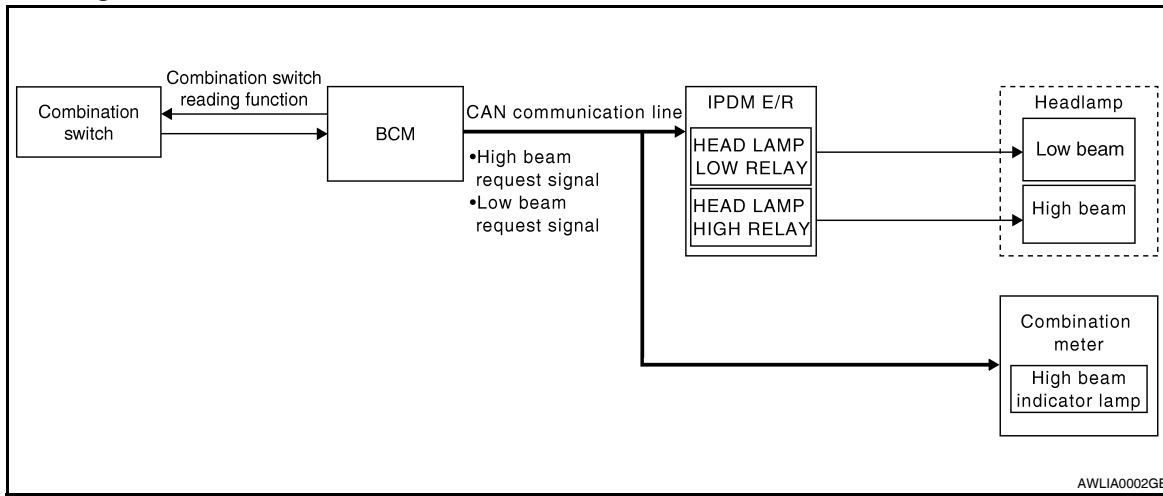 Combination switch
reading function
Combination
switch
BCM
CAN communication line
•High beam
request signal
•Low beam
request signal
IPDM E/R
HEAD LAMP
LOW RELAY
HEAD LAMP
HIGH RELAY
Headlamp
Low beam
High beam
Combination
meter
High beam
indicator lamp